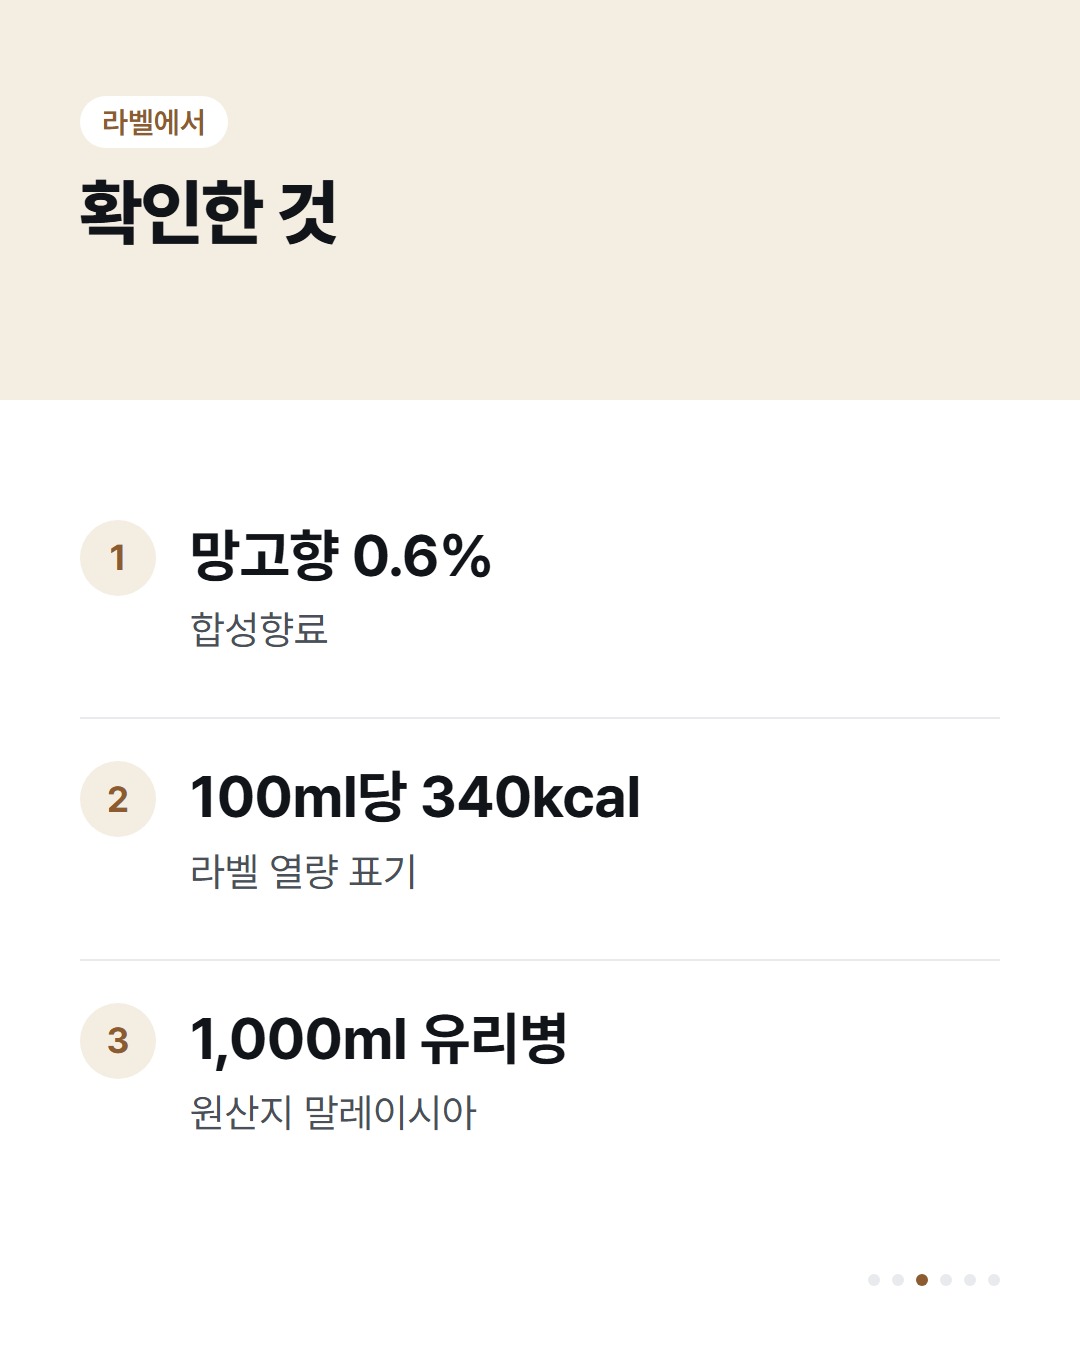 라벨에서
확인한 것
1
망고향 0.6%
합성향료
2
100ml당 340kcal
라벨 열량 표기
3
1,000ml 유리병
원산지 말레이시아